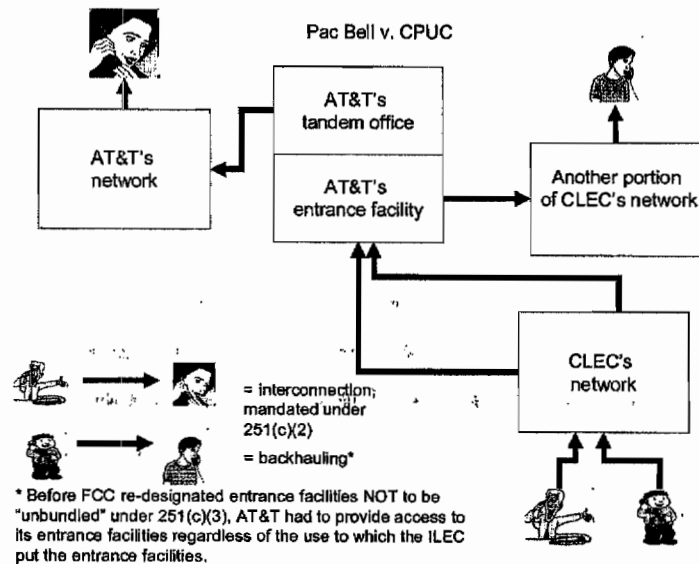 Pac Bell v. CPUC
AT&T's
tandem office
AT&T's
network
AT&T's
entrance facility
Another portion
of CLEC's network
CLEC's
network
= interconnection,
mandated under
251(c)(2)
= backhauling*
* Before FCC re-designated entrance facilities NOT to be
"unbundled" under 251(c)(3), AT&T had to provide access to
its entrance facilities regardless of the use to which the ILEC
put the entrance facilities.